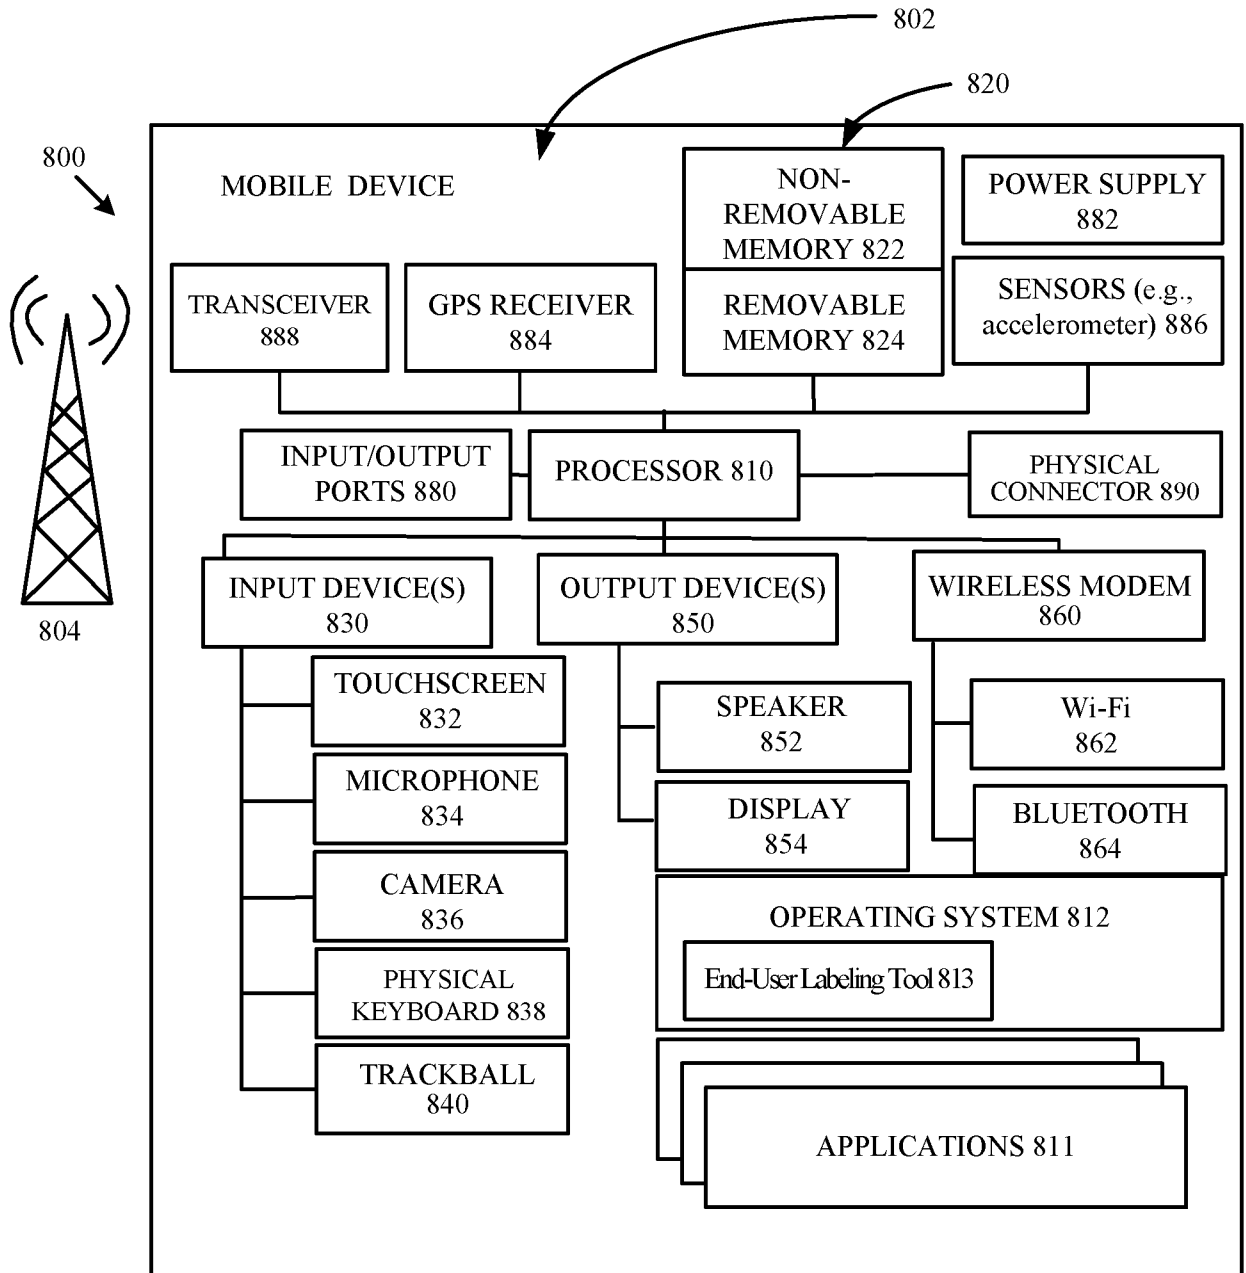 802
820
800
MOBILE DEVICE
NON-
REMOVABLE
MEMORY 822
POWER SUPPLY
882
TRANSCEIVER
888
GPS RECEIVER
884
REMOVABLE
MEMORY 824
SENSORS (e.g.,
accelerometer) 886
INPUT/OUTPUT
PORTS 880
PROCESSOR 810
PHYSICAL
CONNECTOR 890
804
INPUT DEVICE(S)
830
OUTPUT DEVICE(S)
850
WIRELESS MODEM
860
TOUCHSCREEN
832
SPEAKER
852
Wi-Fi
862
MICROPHONE
834
DISPLAY
854
BLUETOOTH
864
CAMERA
836
OPERATING SYSTEM 812
End-User Labeling Tool 813
PHYSICAL
KEYBOARD 838
TRACKBALL
840
APPLICATIONS 811